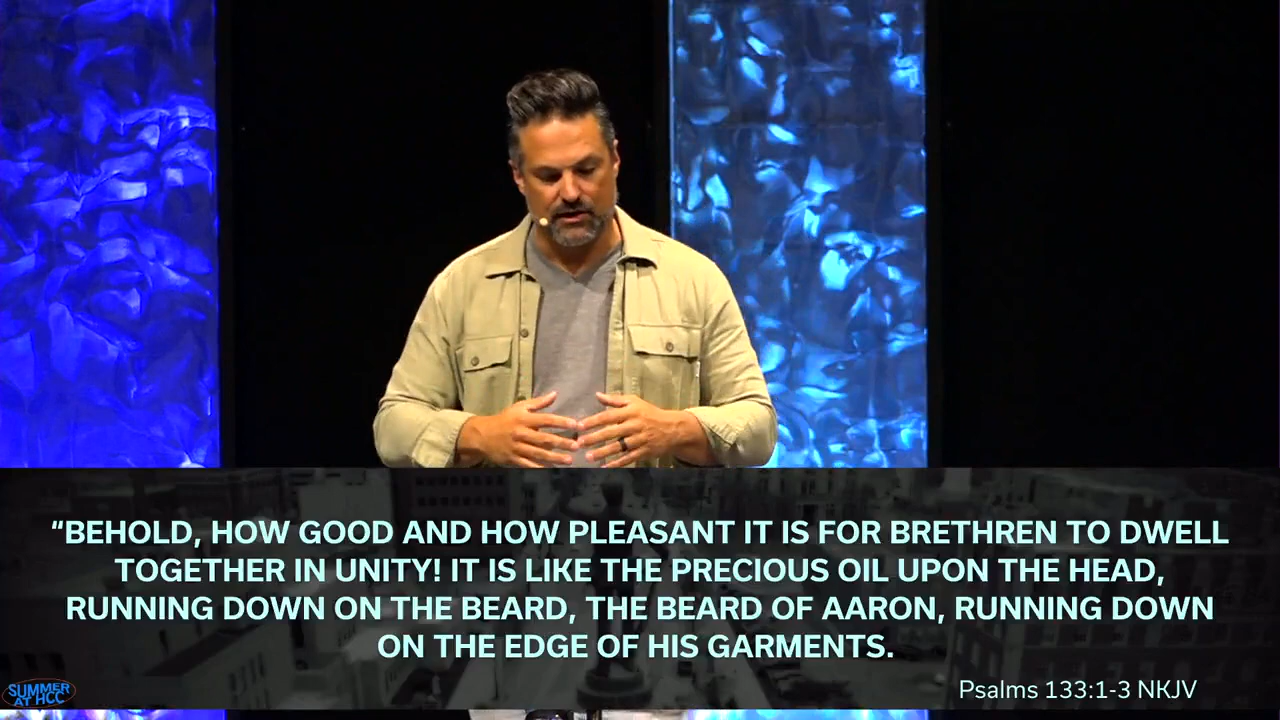 “BEHOLD, HOW GOOD AND HOW PLEASANT IT IS FOR BRETHREN TO DWELL
TOGETHER IN UNITY! IT IS LIKE THE PRECIOUS OIL UPON THE HEAD,
RUNNING DOWN ON THE BEARD, THE BEARD OF AARON, RUNNING DOWN
ON THE EDGE OF HIS GARMENTS.
Psalms 133:1-3 NKJV
SUMMER
AT HCC